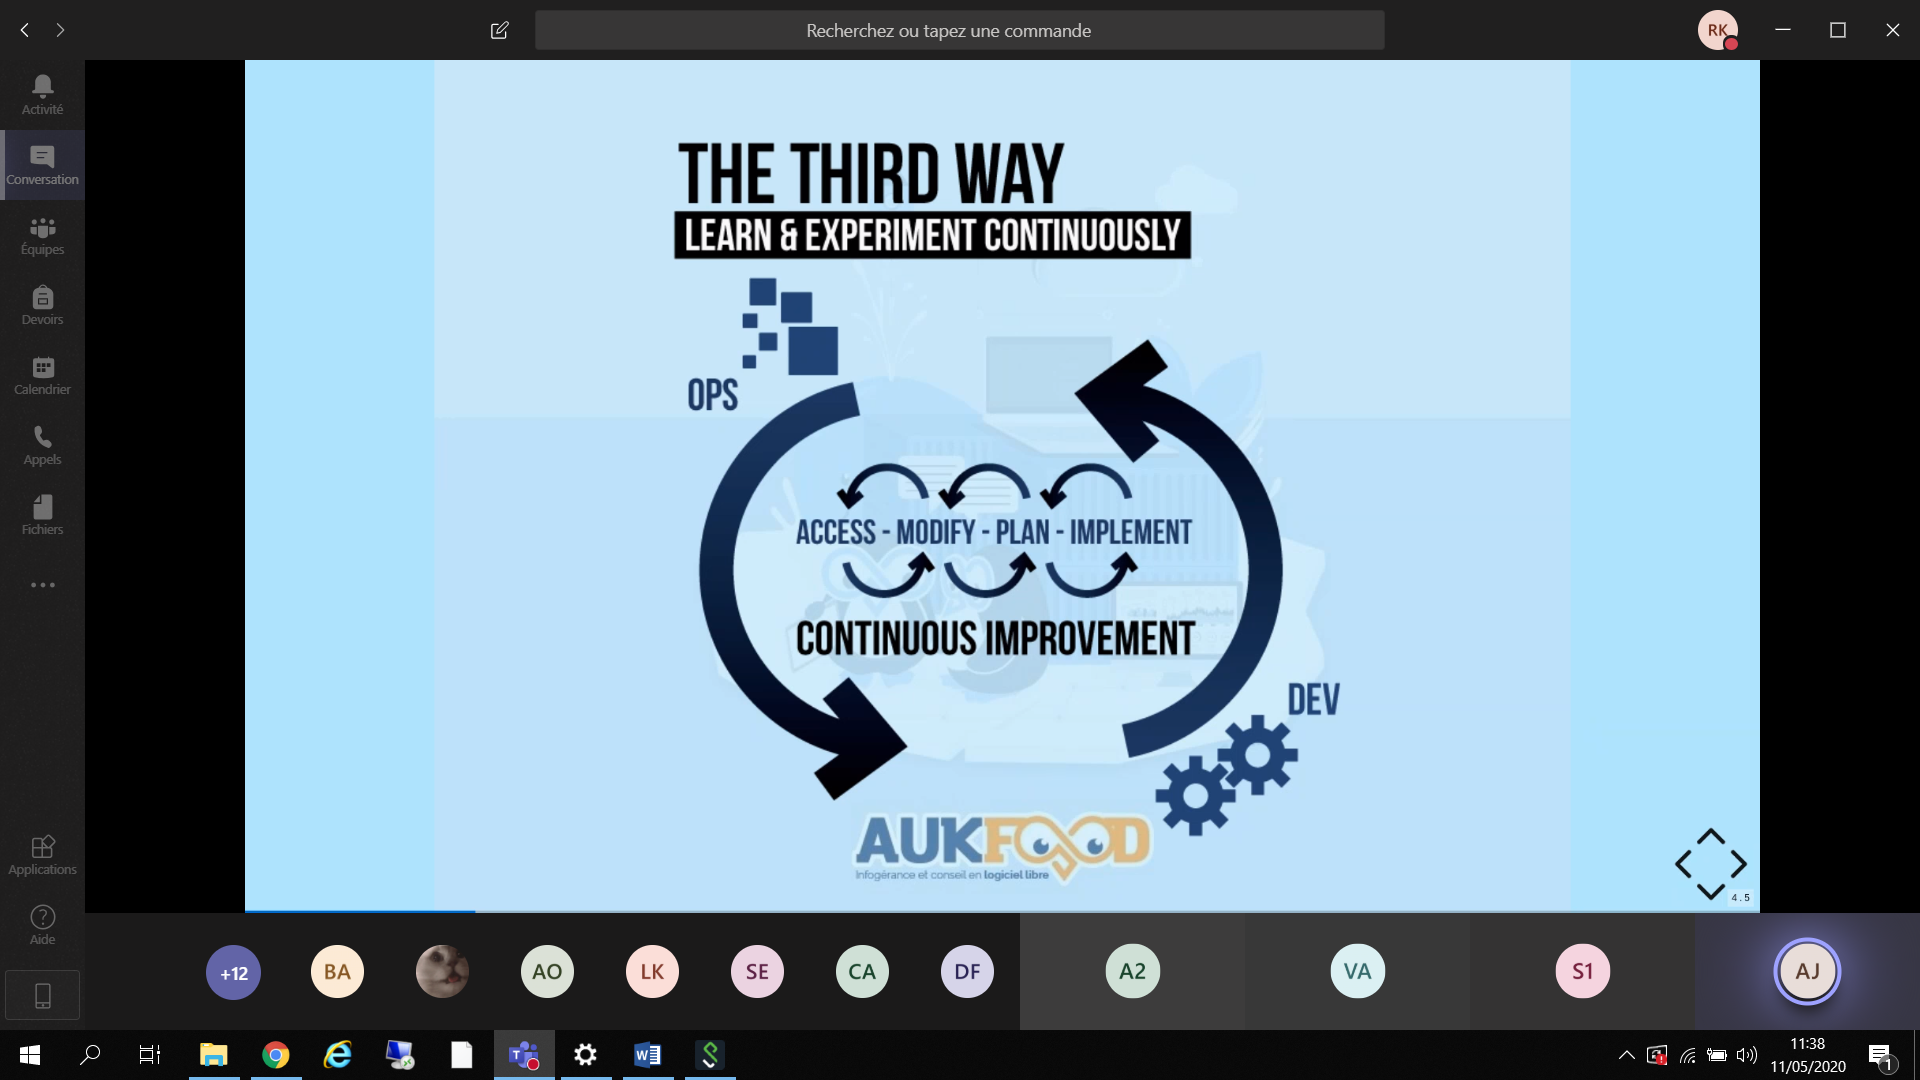 Recherchez ou tapez une commande
RK
Activité
Conversation
Équipes
Devoirs
Calendrier
Appels
Fichiers
Applications
Aide
THE THIRD WAY
LEARN & EXPERIMENT CONTINUOUSLY
OPS
ACCESS - MODIFY - PLAN - IMPLEMENT
CONTINUOUS IMPROVEMENT
DEV
AUKFOOD
Infogérance et conseil en logiciel libre
4.5
+12
BA
AO
LK
SE
CA
DF
A2
VA
S1
AJ
11:38
11/05/2020
1